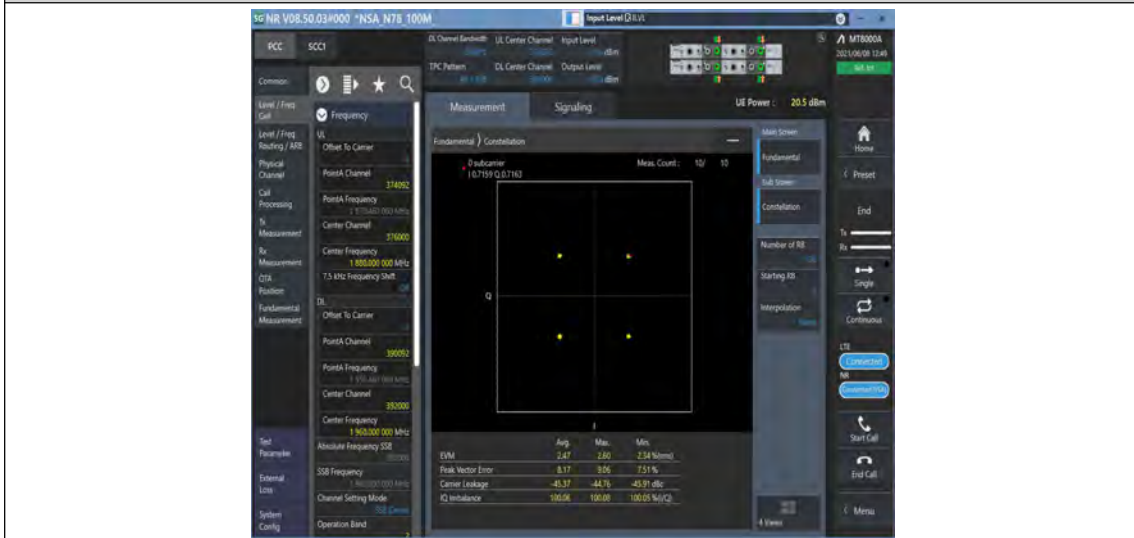 SG NR V08.50.03#000 *NSA_N78_100M
Input Level
PCC
SCC1
DL Channel Bandwidth
UL Center Channel
Input Level
dBm
TPC Pattern
DL Center Channel
Output Level
dBm
MT8000A
2021/06/08 12:49
Common
Level / Freq
Cell
Level / Freq
Routing / ARB
Physical
Channel
Call
Processing
Tx
Measurement
Rx
Measurement
OTA
Position
Fundamental
Measurement
Test
Parameter
External
Loss
System
Config
Frequency
UL
Offset To Carrier
PointA Channel
374092
PointA Frequency
Center Channel
376000
Center Frequency
1 880.000 000 MHz
7.5 kHz Frequency Shift
Off
DL
Offset To Carrier
PointA Channel
390092
PointA Frequency
Center Channel
392000
Center Frequency
1 960.000 000 MHz
Absolute Frequency SSB
SSB Frequency
Channel Setting Mode
SSB Center
Operation Band
2
Measurement
Signaling
UE Power : 20.5 dBm
Fundamental ) Constellation
0 subcarrier
I 0.7159 Q 0.7163
Meas. Count : 10/ 10
Q
I
Avg. Max. Min.
EVM 2.47 2.60 2.34 %(rms)
Peak Vector Error 8.17 9.06 7.51 %
Carrier Leakage -45.37 -44.76 -45.91 dBc
IQ Imbalance 100.06 100.08 100.05 %(I/Q)
Main Screen
Fundamental
Sub Screen
Constellation
Number of RB
Starting RB
Interpolation
4 Views
Home
Preset
End
Tx
Rx
Single
Continuous
LTE
Connected
NR
Start Call
End Call
Menu